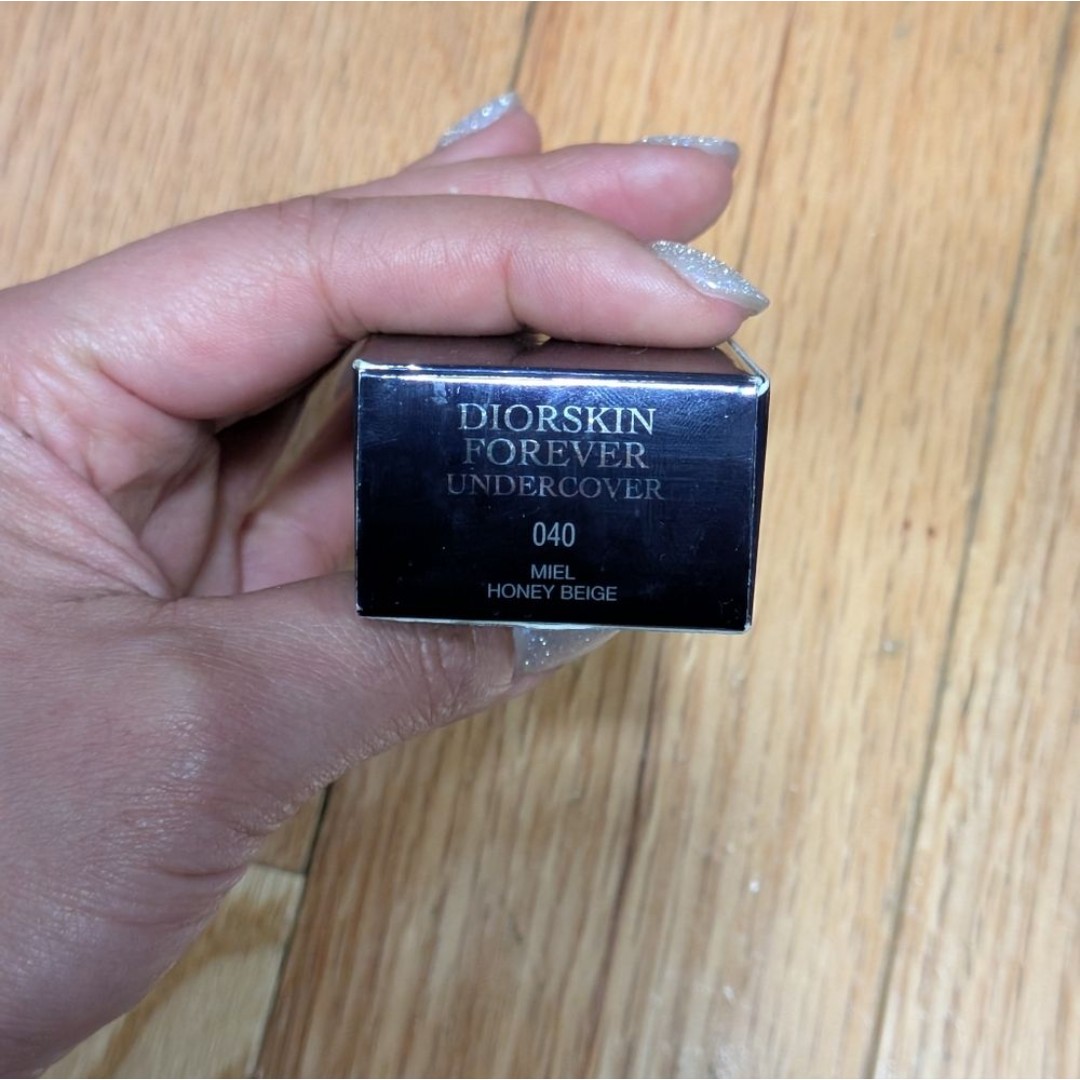 DIORSKIN
FOREVER
UNDERCOVER
040
MIEL
HONEY BEIGE